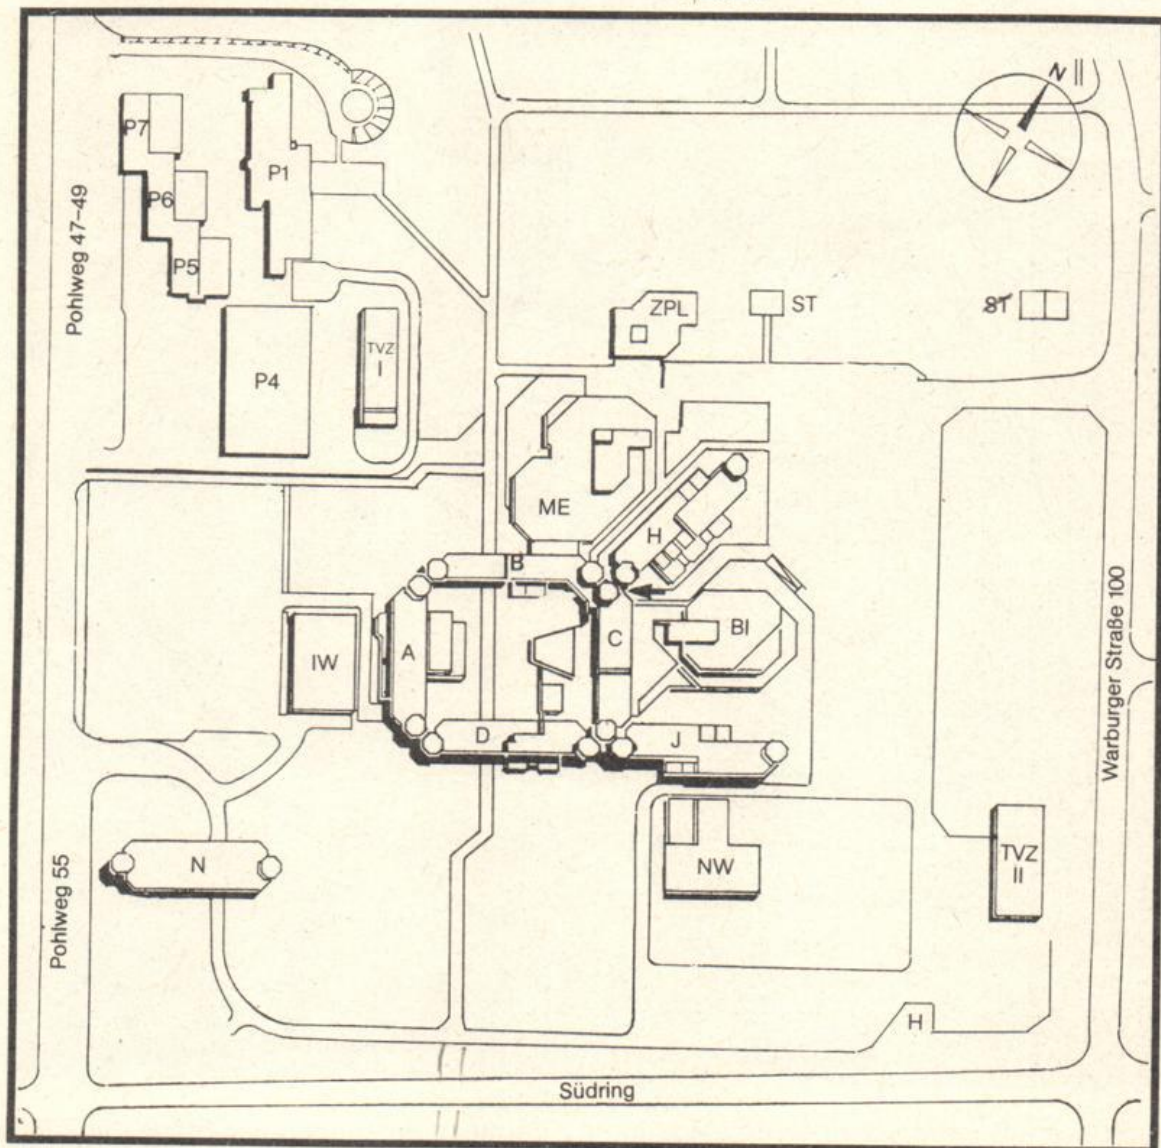 N
P7
P1
P6
P5
Pohlweg 47-49
ZPL
ST
ST
TVZ
I
P4
ME
H
B
C
BI
A
IW
D
J
Warburger Straße 100
TVZ
II
N
NW
Pohlweg 55
H
Südring